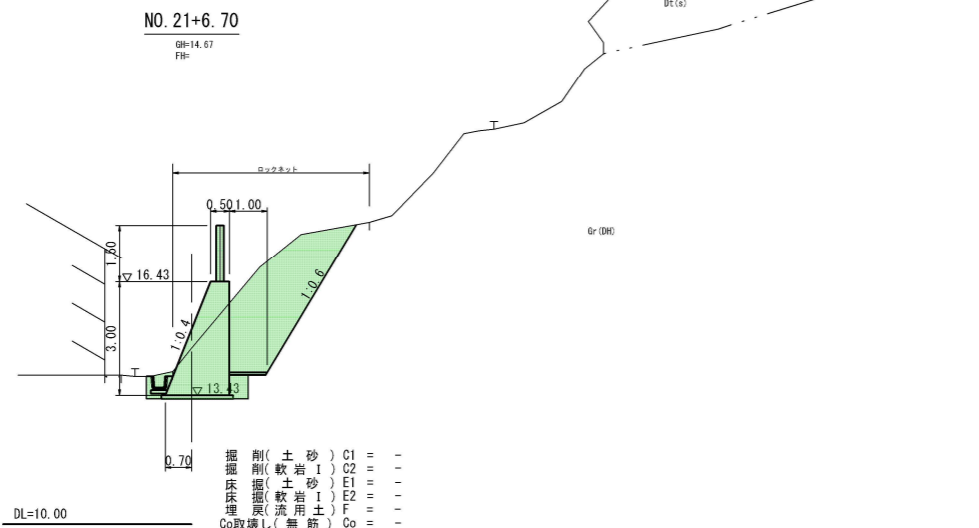 NO. 21+6.70
GH=14.67
FH=
Dt(s)
ロックネット
0.50 1.00
Gr(DH)
1.50
16.43
1:0.6
3.00
1:0.4
13.43
0.70
掘 削( 土 砂 ) C1 = -
掘 削( 軟 岩 I ) C2 = -
床 掘( 土 砂 ) E1 = -
床 掘( 軟 岩 I ) E2 = -
埋 戻( 流 用 土 ) F = -
Co取壊し( 無 筋 ) Co = -
DL=10.00